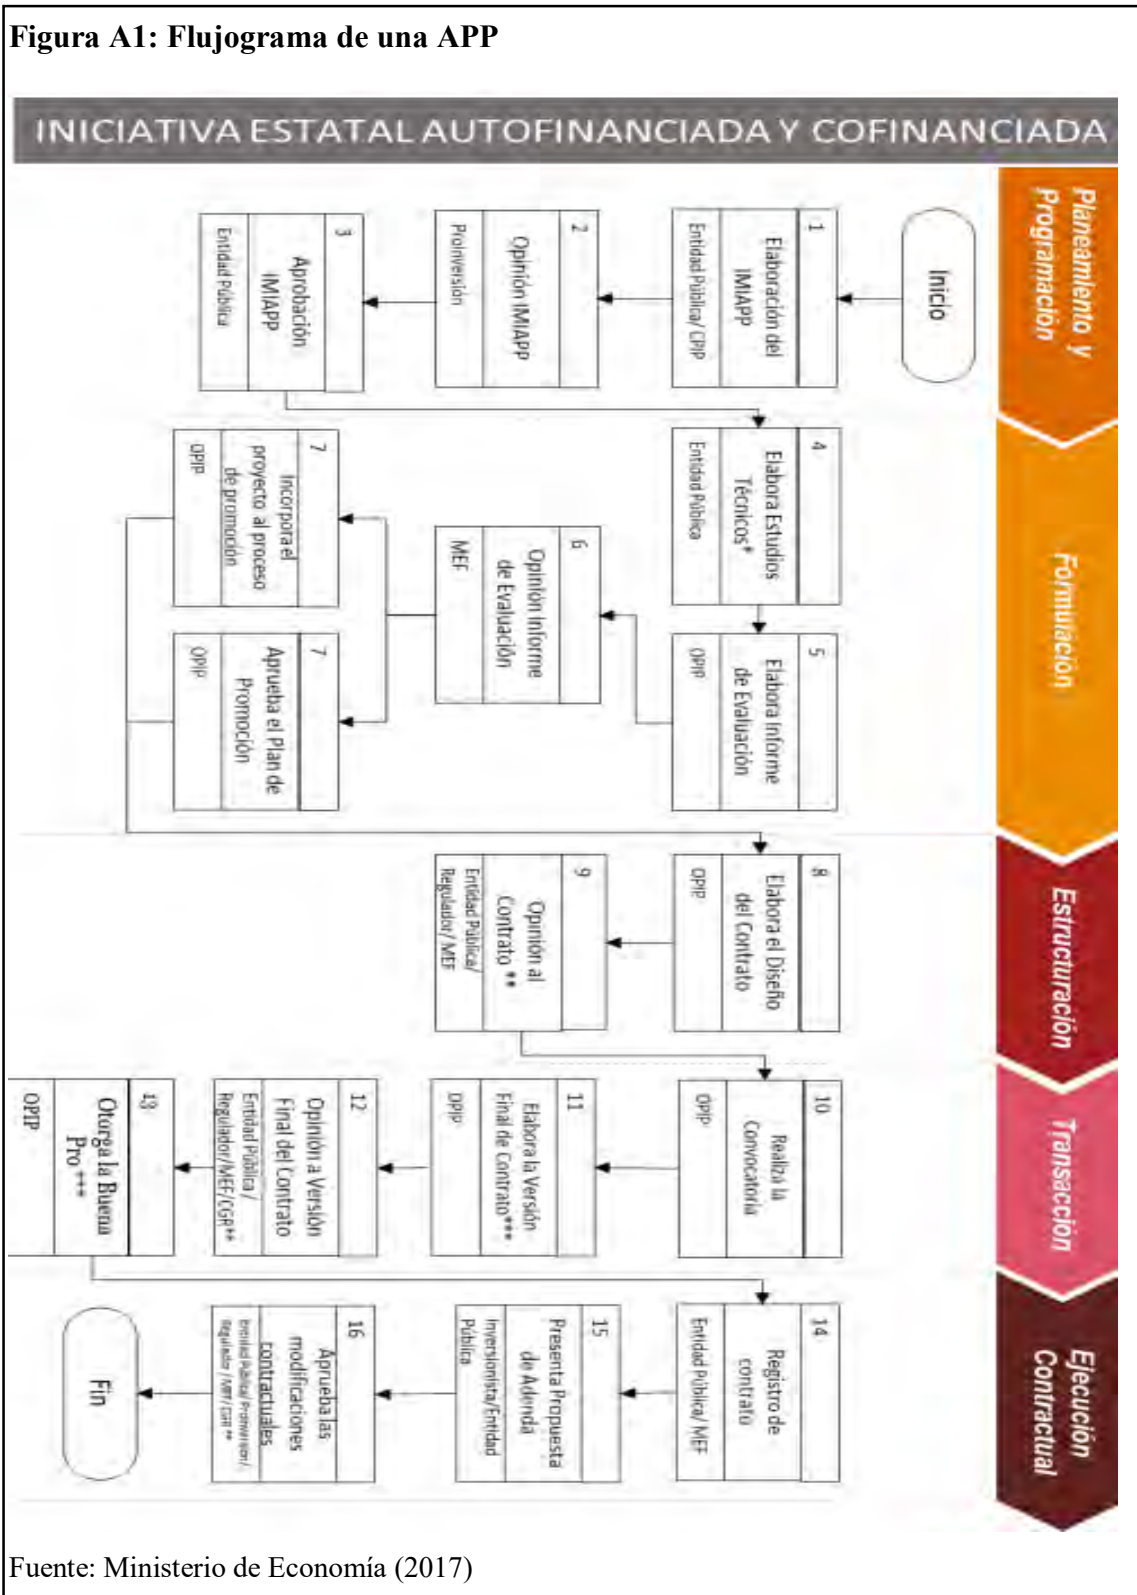 Figura A1: Flujograma de una APP
INICIATIVA ESTATAL AUTOFINANCIADA Y COFINANCIADA
Planeamiento y
Programación
Inicio
1
Elaboración del
IMIAPP
Entidad Pública/ CPIP
2
Opinión IMIAPP
Proinversión
3
Aprobación
IMIAPP
Entidad Pública
Formulación
4
Elabora Estudios
Técnicos*
Entidad Pública
5
Elabora Informe
de Evaluación
OPIP
6
Opinión Informe
de Evaluación
MEF
7
Incorpora el
proyecto al proceso
de promoción
OPIP
7
Aprueba el Plan de
Promoción
OPIP
Estructuración
8
Elabora el Diseño
del Contrato
OPIP
9
Opinión al
Contrato **
Entidad Pública/
Regulador/ MEF
Transacción
10
Realiza la
Convocatoria
OPIP
11
Elabora la Versión
Final de Contrato***
OPIP
12
Opinión a Versión
Final del Contrato
Entidad Pública /
Regulador/MEF/CGR**
13
Otorga la Buena
Pro ***
OPIP
Ejecución
Contractual
14
Registro de
contrato
Entidad Pública/ MEF
15
Presenta Propuesta
de Adenda
Inversionista/Entidad
Pública
16
Aprueba las
modificaciones
contractuales
Entidad Pública/ Proinversion/
Regulador / MEF/ CGR **
Fin
Fuente: Ministerio de Economía (2017)